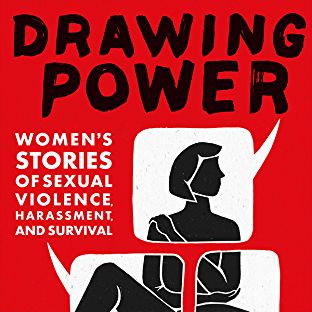 DRAWING
POWER
WOMEN'S
STORIES
OF SEXUAL
VIOLENCE,
HARASSMENT,
AND SURVIVAL